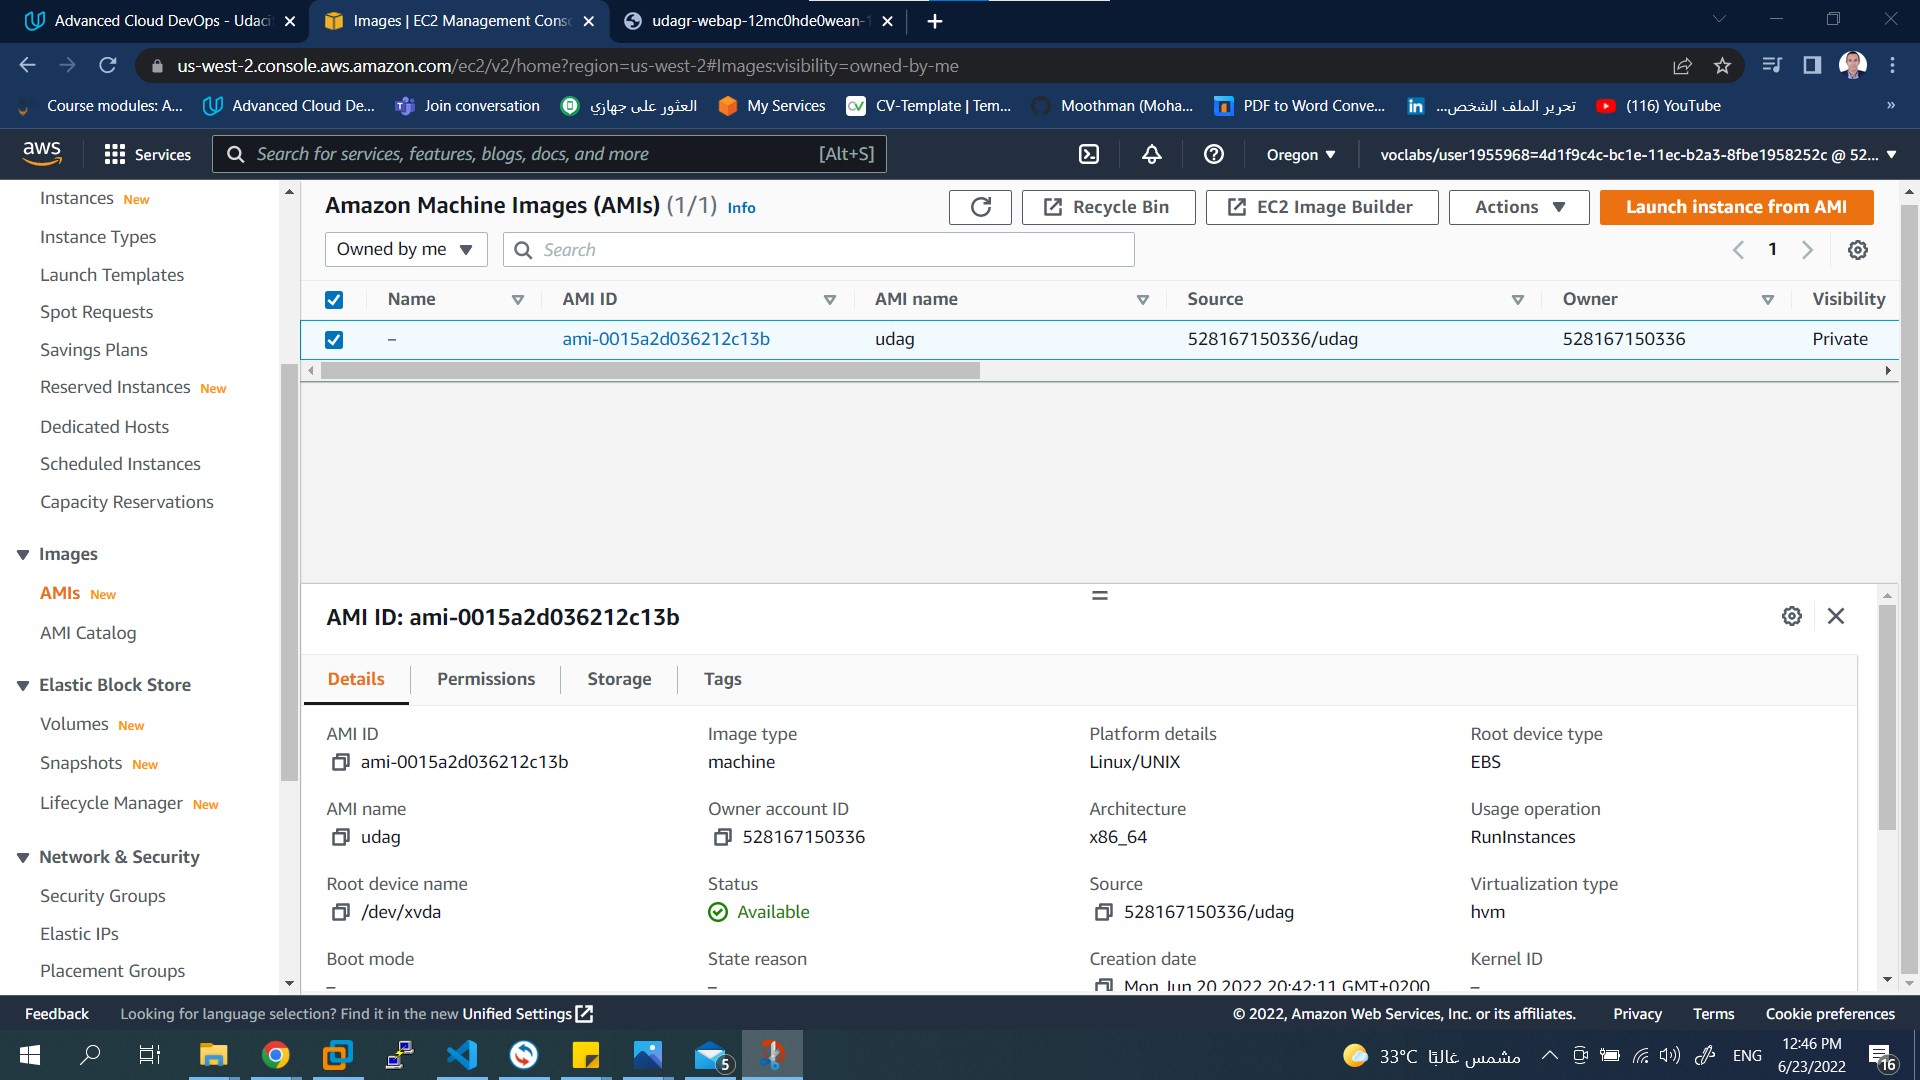 Advanced Cloud DevOps - Udaci
Images | EC2 Management Conso
udagr-webap-12mc0hde0wean-1
us-west-2.console.aws.amazon.com/ec2/v2/home?region=us-west-2#Images:visibility=owned-by-me
Course modules: A...
Advanced Cloud De...
Join conversation
العثور على جهازي
My Services
CV-Template | Tem...
Moothman (Moha...
PDF to Word Conve...
تحرير الملف الشخص...
(116) YouTube
»
aws
Services
Search for services, features, blogs, docs, and more
[Alt+S]
Oregon
voclabs/user1955968=4d1f9c4c-bc1e-11ec-b2a3-8fbe1958252c @ 52...
Instances New
Instance Types
Launch Templates
Spot Requests
Savings Plans
Reserved Instances New
Dedicated Hosts
Scheduled Instances
Capacity Reservations
Images
AMIs New
AMI Catalog
Elastic Block Store
Volumes New
Snapshots New
Lifecycle Manager New
Network & Security
Security Groups
Elastic IPs
Placement Groups
Amazon Machine Images (AMIs) (1/1) Info
Recycle Bin
EC2 Image Builder
Actions
Launch instance from AMI
Owned by me
Search
1
Name AMI ID AMI name Source Owner Visibility
– ami-0015a2d036212c13b udag 528167150336/udag 528167150336 Private
AMI ID: ami-0015a2d036212c13b
Details Permissions Storage Tags
AMI ID Image type Platform details Root device type
ami-0015a2d036212c13b machine Linux/UNIX EBS
AMI name Owner account ID Architecture Usage operation
udag 528167150336 x86_64 RunInstances
Root device name Status Source Virtualization type
/dev/xvda Available 528167150336/udag hvm
Boot mode State reason Creation date Kernel ID
– – Mon Jun 20 2022 20:42:11 GMT+0200 –
Feedback
Looking for language selection? Find it in the new Unified Settings
© 2022, Amazon Web Services, Inc. or its affiliates.
Privacy
Terms
Cookie preferences
5
33°C مشمس غالبًا
ENG
12:46 PM
6/23/2022
16